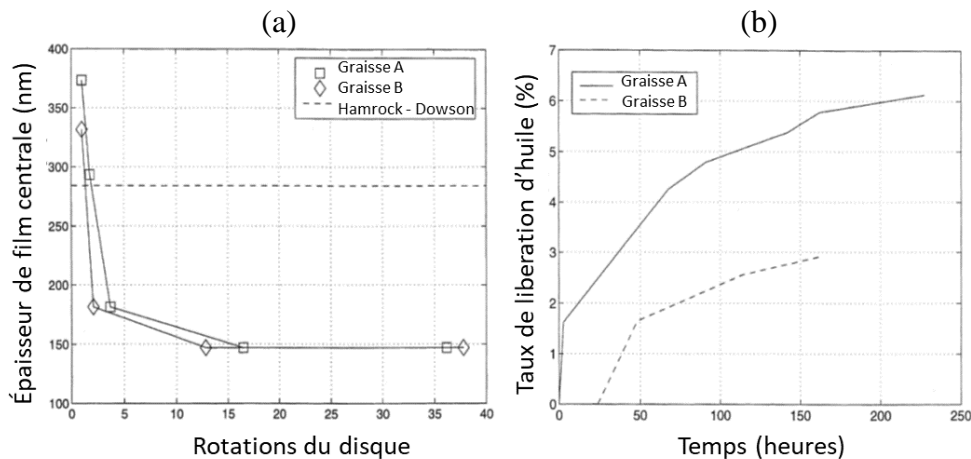 (a)
Épaisseur de film centrale (nm)
400
350
300
250
200
150
100
Graisse A
Graisse B
Hamrock - Dowson
0 5 10 15 20 25 30 35 40
Rotations du disque
(b)
Taux de liberation d'huile (%)
7
6
5
4
3
2
1
0
Graisse A
Graisse B
0 50 100 150 200 250
Temps (heures)